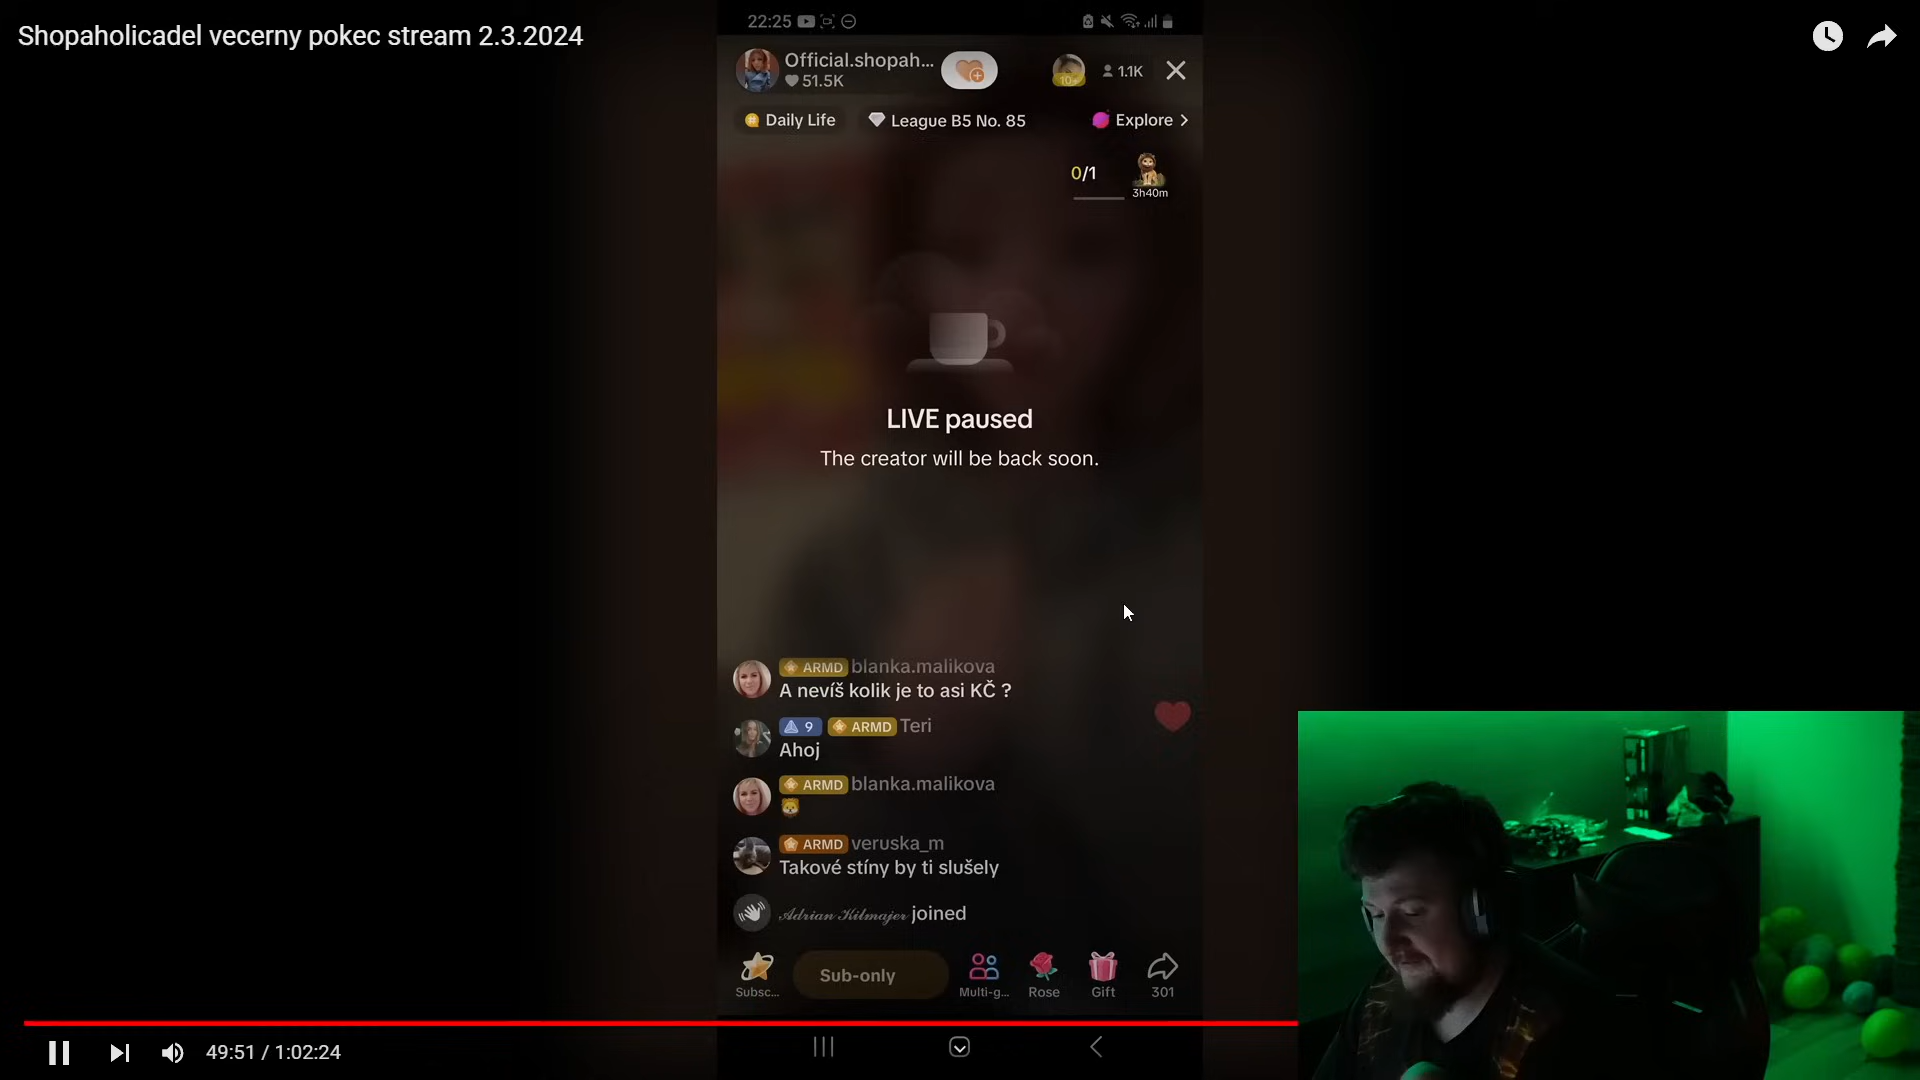 Shopaholicadel vecerny pokec stream 2.3.2024
22:25
Official.shopah...
51.5K
10+
1.1K
Daily Life
League B5 No. 85
Explore
0/1
3h40m
LIVE paused
The creator will be back soon.
ARMD blanka.malikova
A nevíš kolik je to asi KČ ?
9 ARMD Teri
Ahoj
ARMD blanka.malikova
ARMD veruska_m
Takové stíny by ti slušely
Adrian Kilmajer joined
Subsc...
Sub-only
Multi-g...
Rose
Gift
301
49:51 / 1:02:24